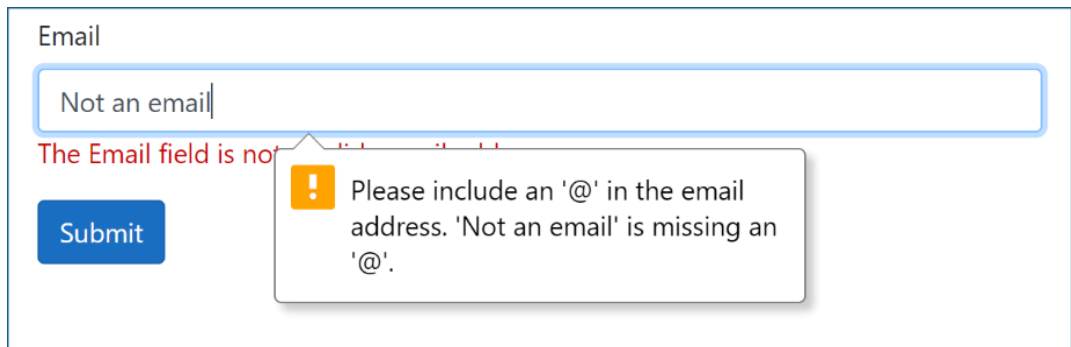 Email
Not an email
The Email field is not
Please include an '@' in the email
address. 'Not an email' is missing an
'@'.
Submit